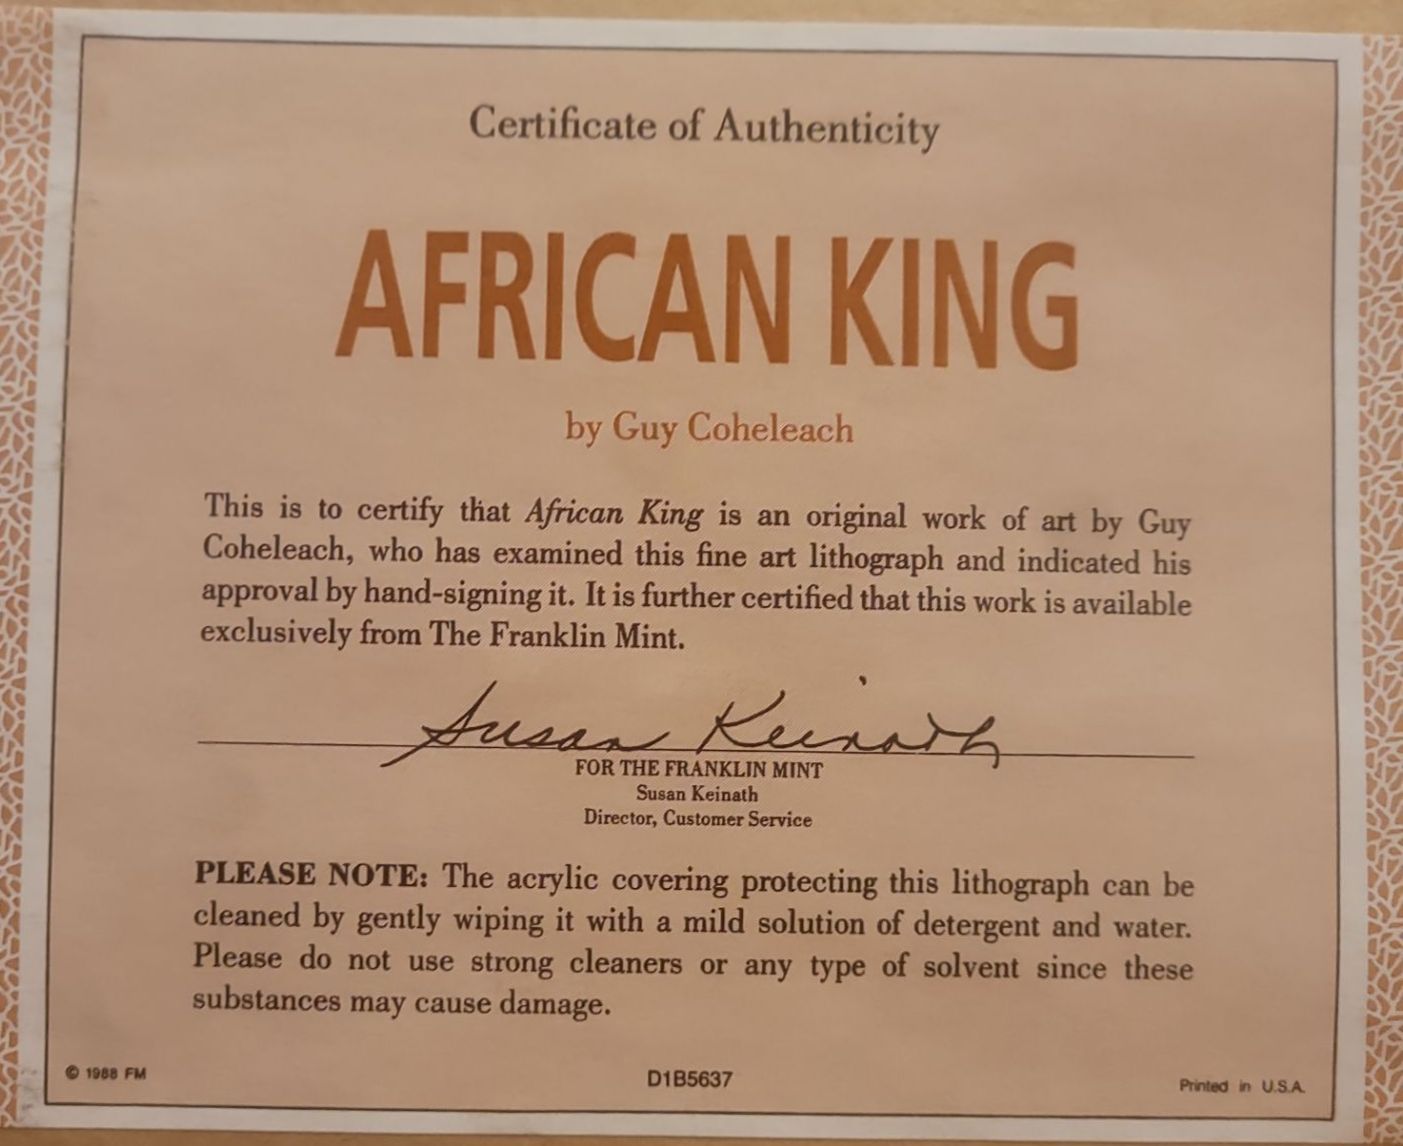 Certificate of Authenticity
AFRICAN KING
by Guy Coheleach
This is to certify that African King is an original work of art by Guy
Coheleach, who has examined this fine art lithograph and indicated his
approval by hand-signing it. It is further certified that this work is available
exclusively from The Franklin Mint.
Susan Keinath
FOR THE FRANKLIN MINT
Susan Keinath
Director, Customer Service
PLEASE NOTE: The acrylic covering protecting this lithograph can be
cleaned by gently wiping it with a mild solution of detergent and water.
Please do not use strong cleaners or any type of solvent since these
substances may cause damage.
© 1988 FM
D1B5637
Printed in U.S.A.